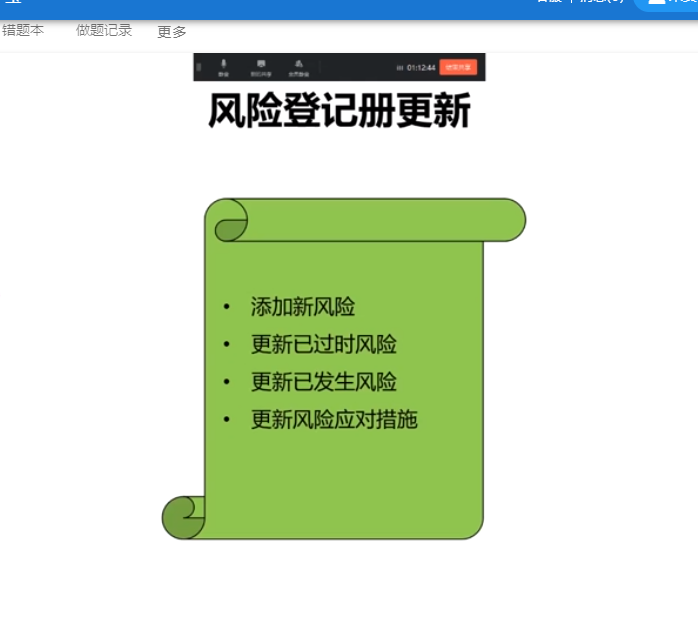 错题本 做题记录 更多
01:12:44
风险登记册更新
• 添加新风险
• 更新已过时风险
• 更新已发生风险
• 更新风险应对措施